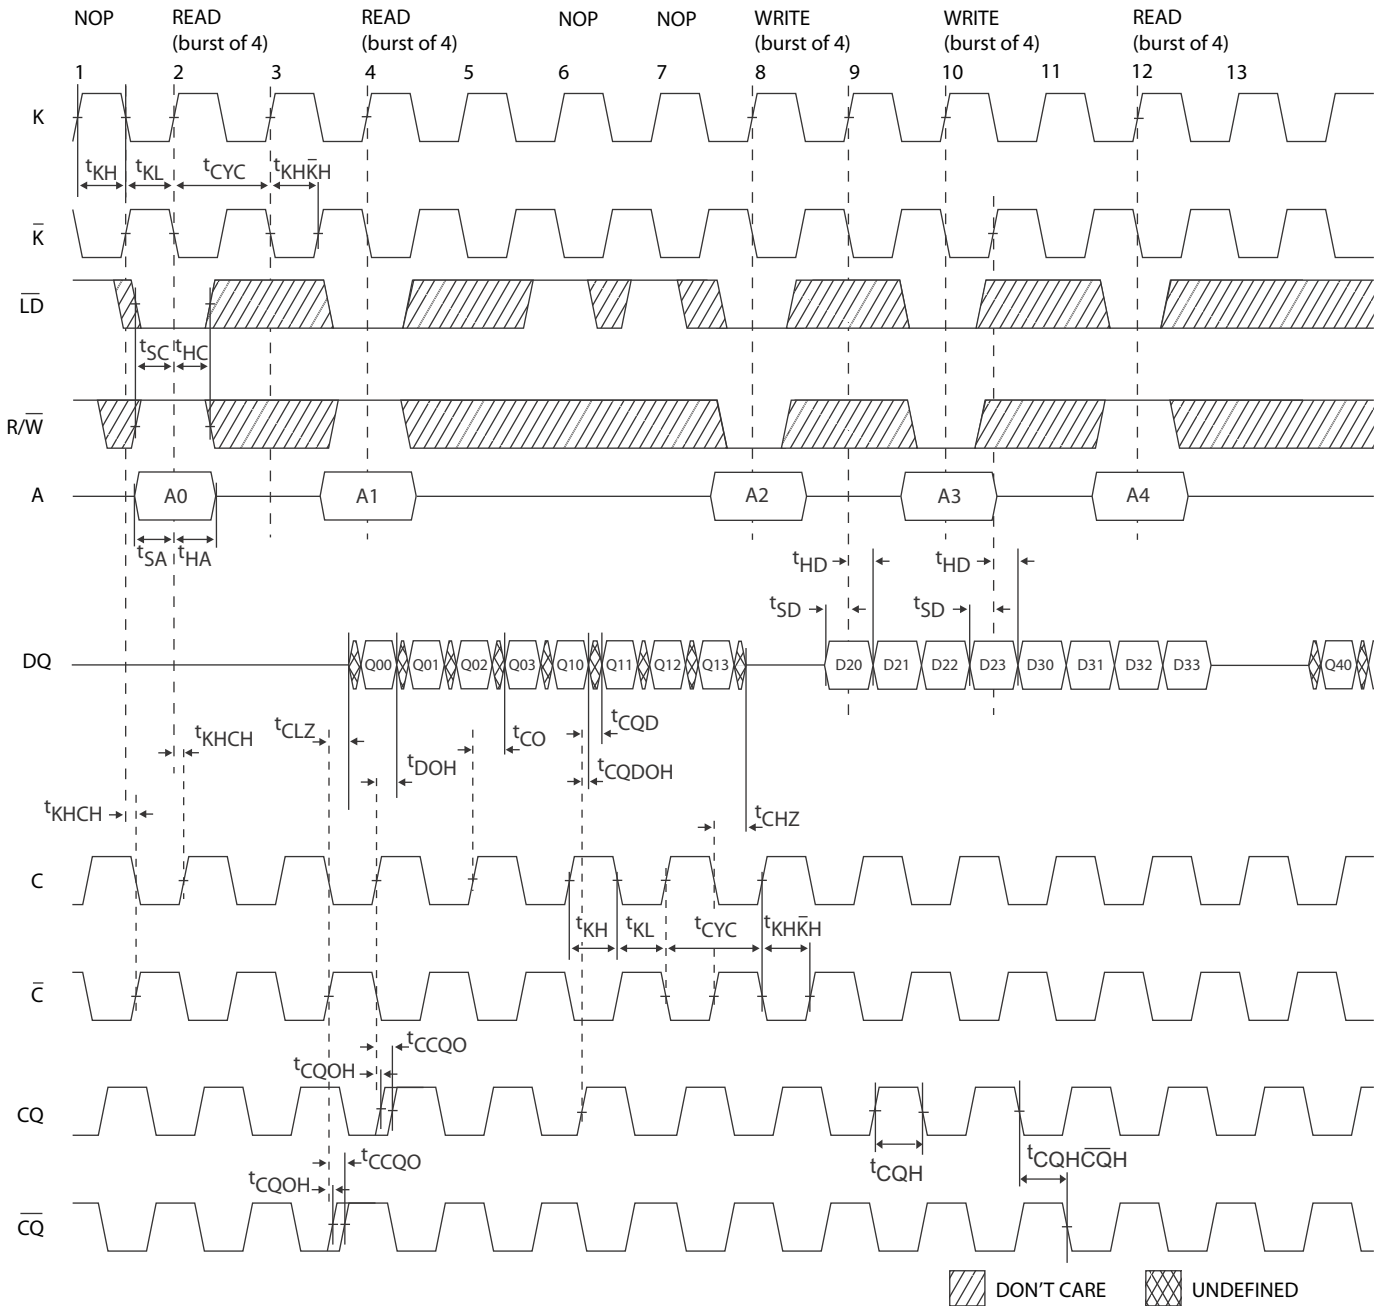 NOP READ READ NOP NOP WRITE WRITE READ
(burst of 4) (burst of 4) (burst of 4) (burst of 4) (burst of 4)
1 2 3 4 5 6 7 8 9 10 11 12 13
K
tKH tKL tCYC tKHK̅H
K̅
L̅D̅
tSC tHC
R/W̅
A A0 A1 A2 A3 A4
tSA tHA
tHD tHD
tSD tSD
DQ Q00 Q01 Q02 Q03 Q10 Q11 Q12 Q13 D20 D21 D22 D23 D30 D31 D32 D33 Q40
tKHCH tCLZ tCO tCQD
tDOH tCQDOH
tKHCH tCHZ
C
tKH tKL tCYC tKHK̅H
C̅
tCCQO
tCQOH
CQ
tCCQO tCQH tCQHC̅Q̅H
tCQOH
C̅Q̅
DON'T CARE UNDEFINED